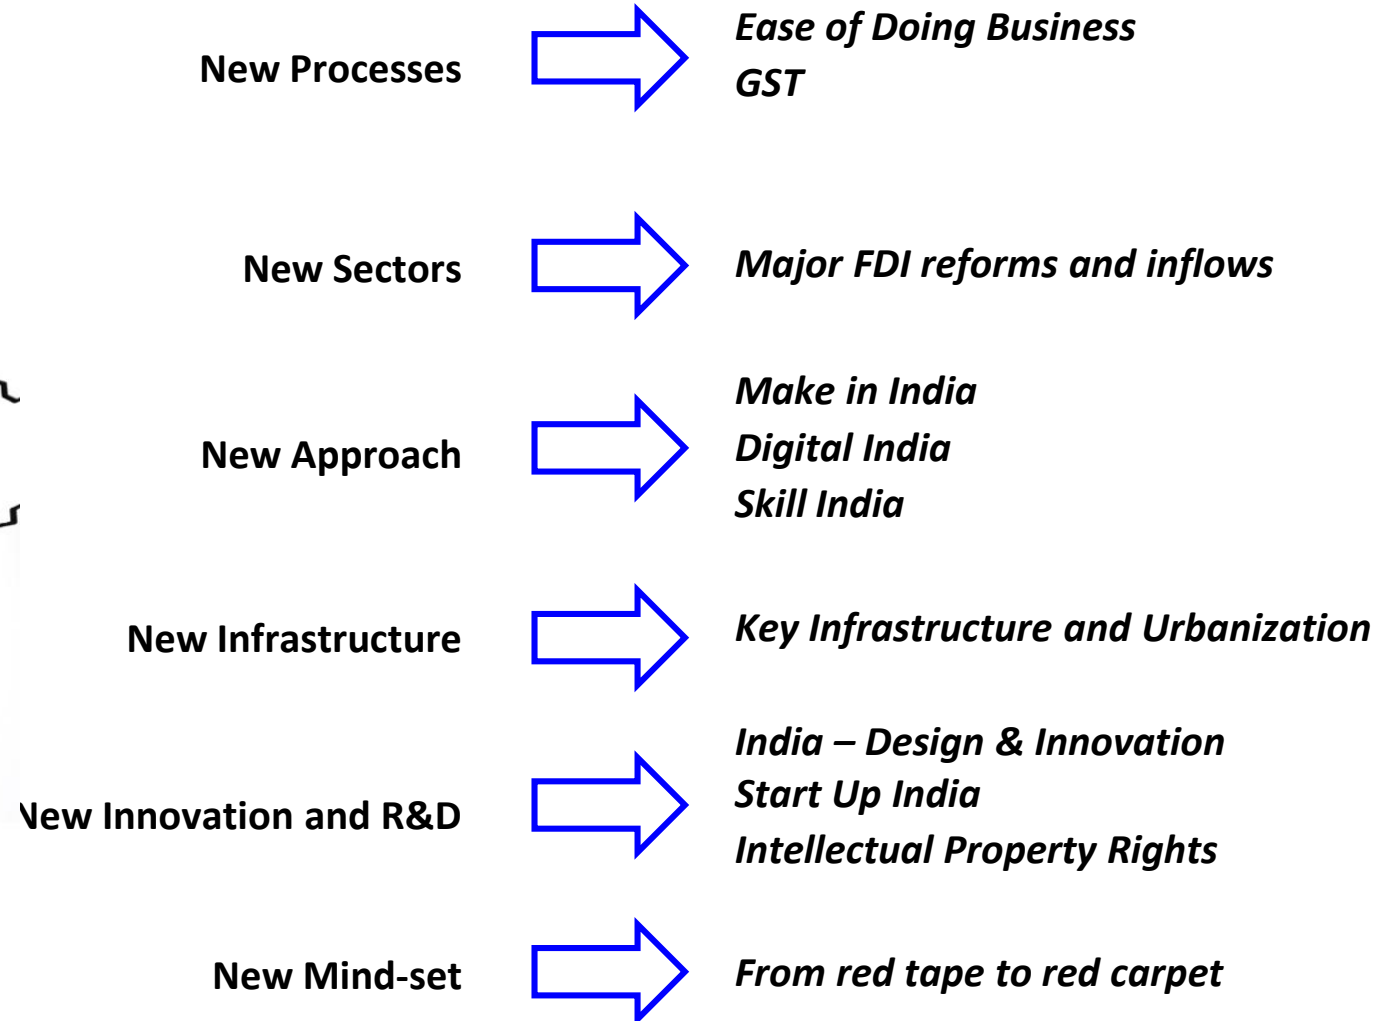 New Processes
Ease of Doing Business
GST
New Sectors
Major FDI reforms and inflows
New Approach
Make in India
Digital India
Skill India
New Infrastructure
Key Infrastructure and Urbanization
New Innovation and R&D
India – Design & Innovation
Start Up India
Intellectual Property Rights
New Mind-set
From red tape to red carpet